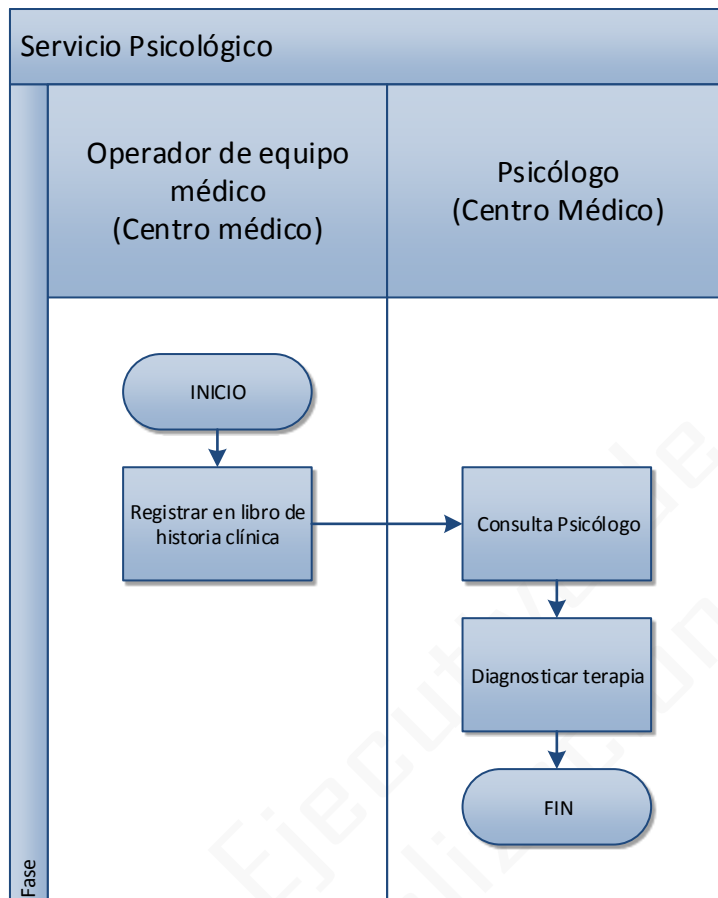 Servicio Psicológico
Operador de equipo
médico
(Centro médico)
Psicólogo
(Centro Médico)
INICIO
Registrar en libro de
historia clínica
Consulta Psicólogo
Diagnosticar terapia
FIN
Fase